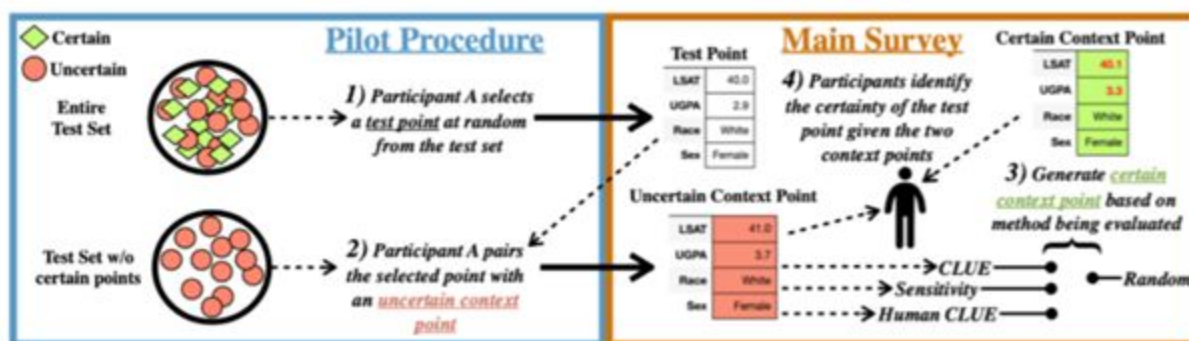 Certain
Uncertain
Entire
Test Set
Pilot Procedure
1) Participant A selects
a test point at random
from the test set
Test Set w/o
certain points
2) Participant A pairs
the selected point with
an uncertain context
point
Main Survey
Test Point
LSAT 40.0
UGPA 2.9
Race White
Sex Female
4) Participants identify
the certainty of the test
point given the two
context points
Certain Context Point
LSAT 40.1
UGPA 3.3
Race White
Sex Female
Uncertain Context Point
LSAT 41.0
UGPA 3.7
Race White
Sex Female
3) Generate certain
context point based on
method being evaluated
CLUE
Sensitivity
Human CLUE
Random